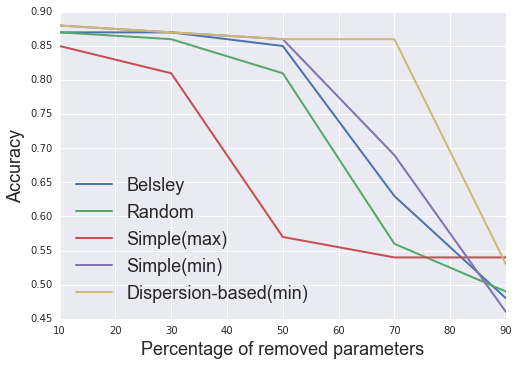 0.90
0.85
0.80
0.75
0.70
0.65
0.60
0.55
0.50
0.45
Accuracy
Belsley
Random
Simple(max)
Simple(min)
Dispersion-based(min)
10 20 30 40 50 60 70 80 90
Percentage of removed parameters